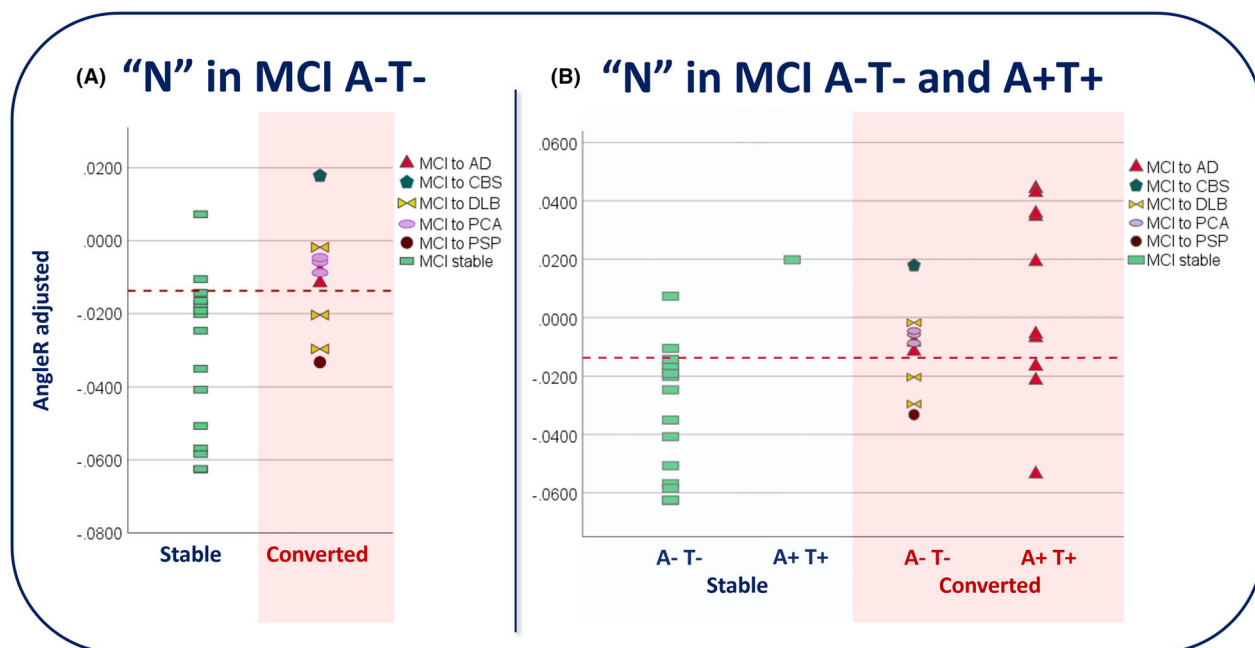 (A) “N” in MCI A-T-
.0200
.0000
-.0200
-.0400
-.0600
-.0800
AngleR adjusted
Stable
Converted
MCI to AD
MCI to CBS
MCI to DLB
MCI to PCA
MCI to PSP
MCI stable
(B) “N” in MCI A-T- and A+T+
.0600
.0400
.0200
.0000
-.0200
-.0400
-.0600
A- T-
A+ T+
A- T-
A+ T+
Stable
Converted
MCI to AD
MCI to CBS
MCI to DLB
MCI to PCA
MCI to PSP
MCI stable